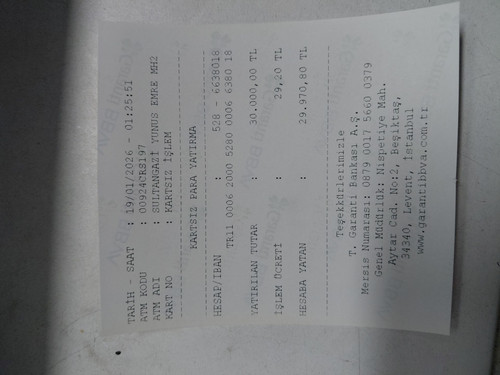 TARİH - SAAT : 19/01/2026 - 01:25:51
ATM KODU : 00924CRS197
ATM ADI : SULTANGAZİ YUNUS EMRE MH2
KART NO : KARTSIZ İŞLEM
KARTSIZ PARA YATIRMA
HESAP/IBAN : 528 - 6638018
TR11 0006 2000 5280 0006 6380 18
YATIRILAN TUTAR : 30.000,00 TL
İŞLEM ÜCRETİ : 29,20 TL
HESABA YATAN : 29.970,80 TL
Teşekkürlerimizle
T. Garanti Bankası A.Ş.
Mersis Numarası: 0879 0017 5660 0379
Genel Müdürlük: Nispetiye Mah.
Aytar Cad. No:2, Beşiktaş,
34340, Levent, İstanbul
www.garantibbva.com.tr